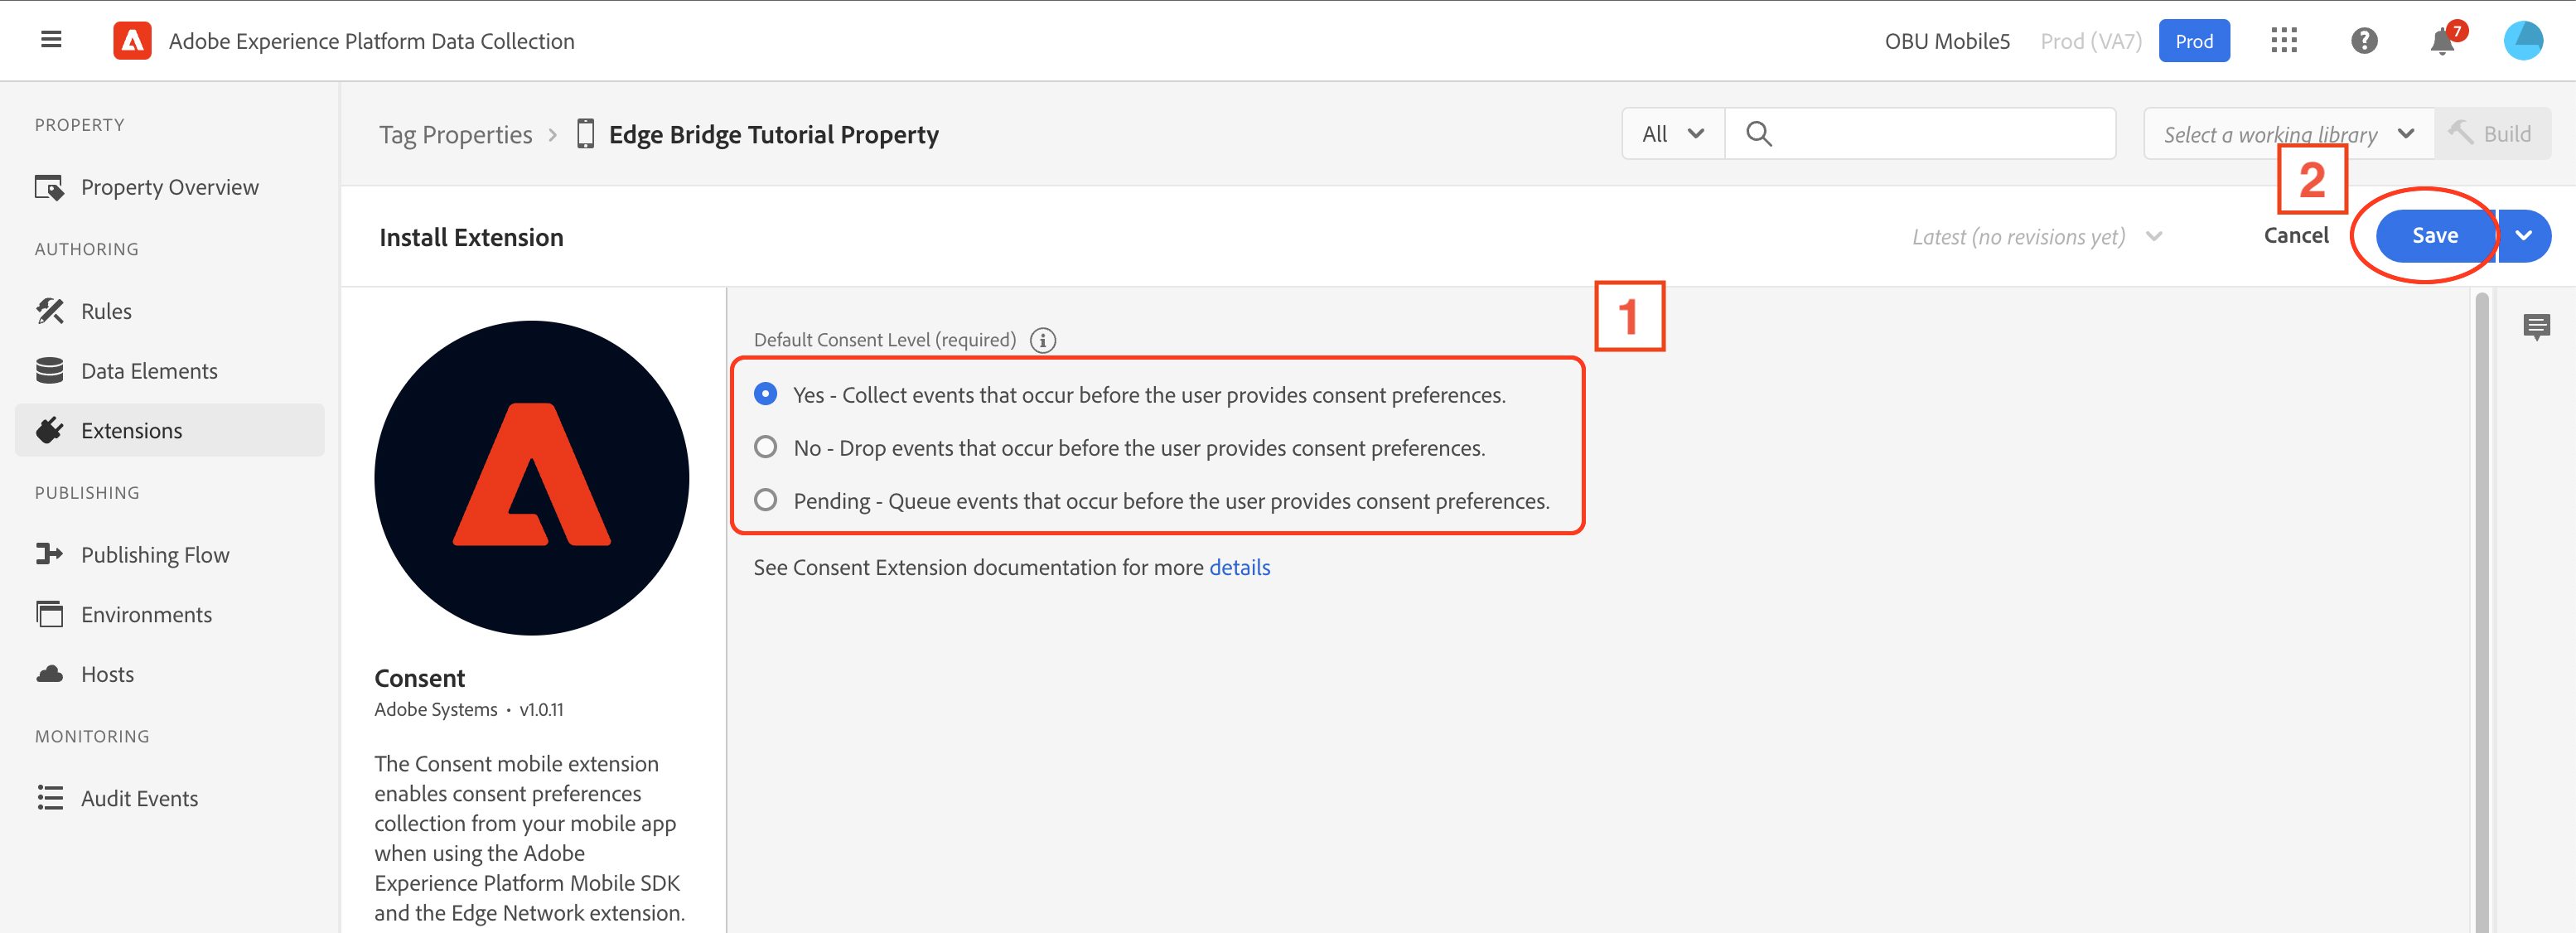 Adobe Experience Platform Data Collection
OBU Mobile5
Prod (VA7)
Prod
7
PROPERTY
Property Overview
AUTHORING
Rules
Data Elements
Extensions
PUBLISHING
Publishing Flow
Environments
Hosts
MONITORING
Audit Events
Tag Properties
Edge Bridge Tutorial Property
All
Select a working library
Build
2
Install Extension
Latest (no revisions yet)
Cancel
Save
1
Default Consent Level (required)
Yes - Collect events that occur before the user provides consent preferences.
No - Drop events that occur before the user provides consent preferences.
Pending - Queue events that occur before the user provides consent preferences.
See Consent Extension documentation for more details
Consent
Adobe Systems • v1.0.11
The Consent mobile extension
enables consent preferences
collection from your mobile app
when using the Adobe
Experience Platform Mobile SDK
and the Edge Network extension.